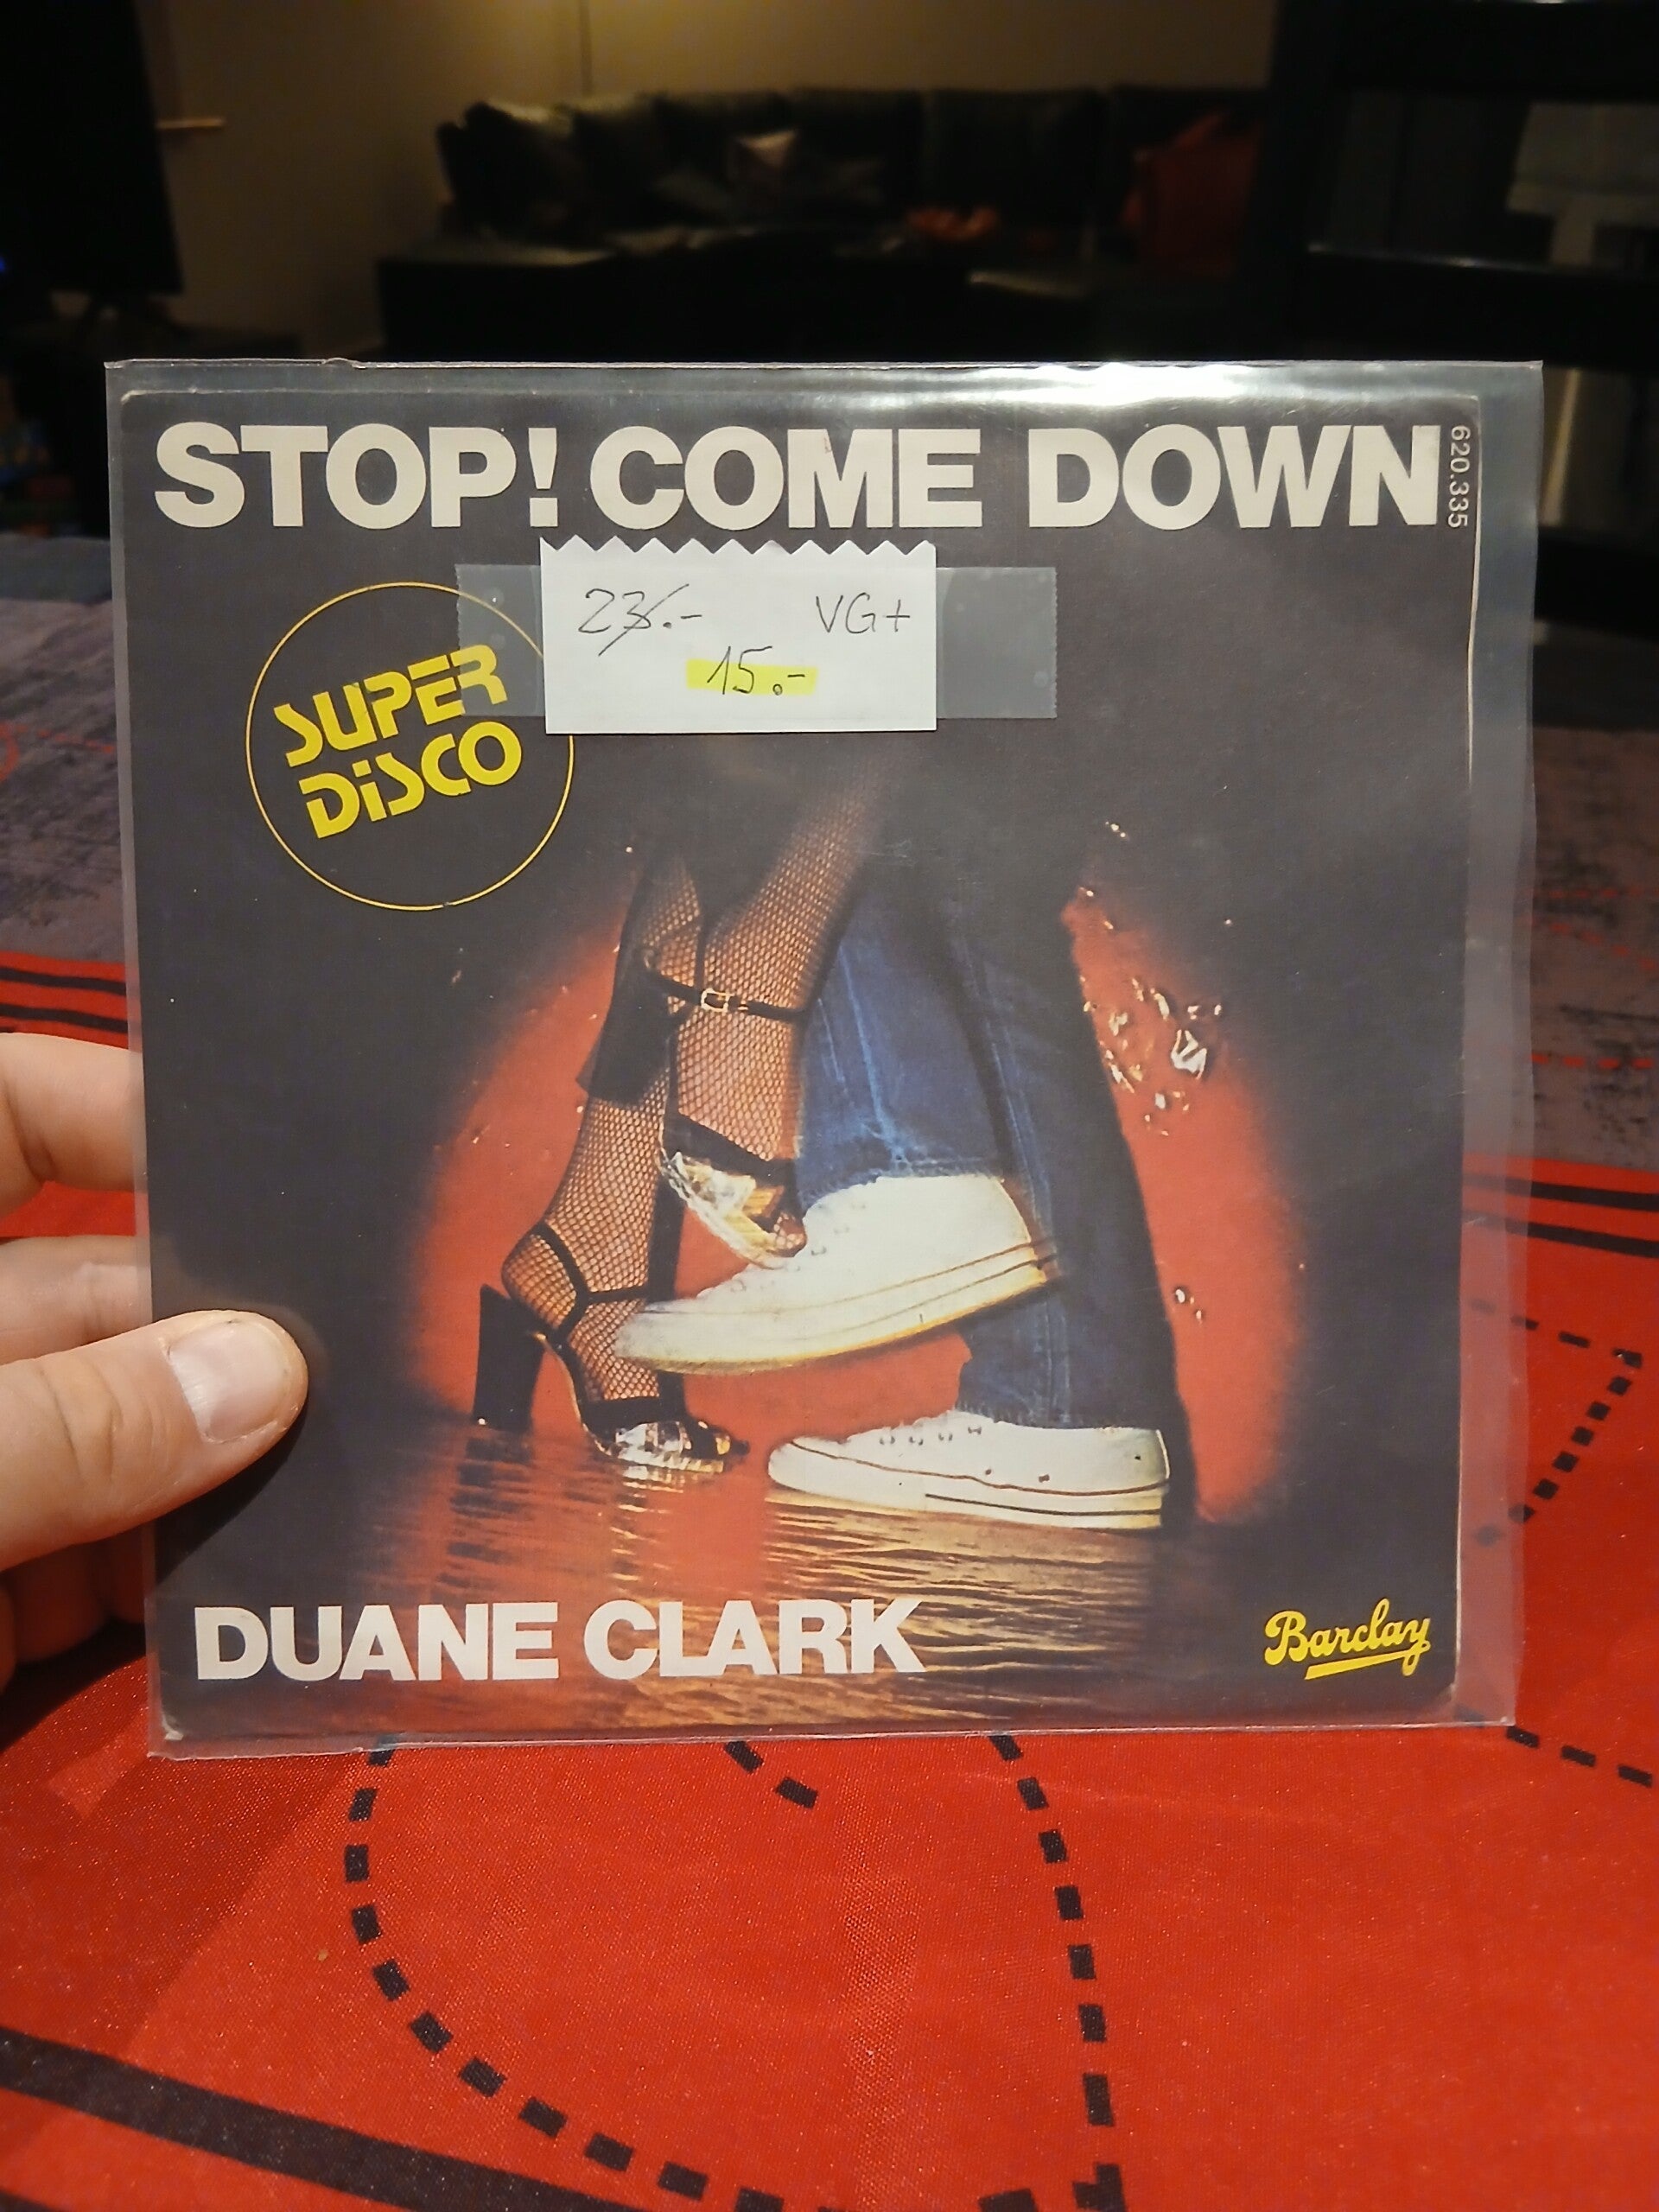 STOP! COME DOWN
620.335
23.- VG+
15.-
SUPER
DiSCO
DUANE CLARK
Barclay